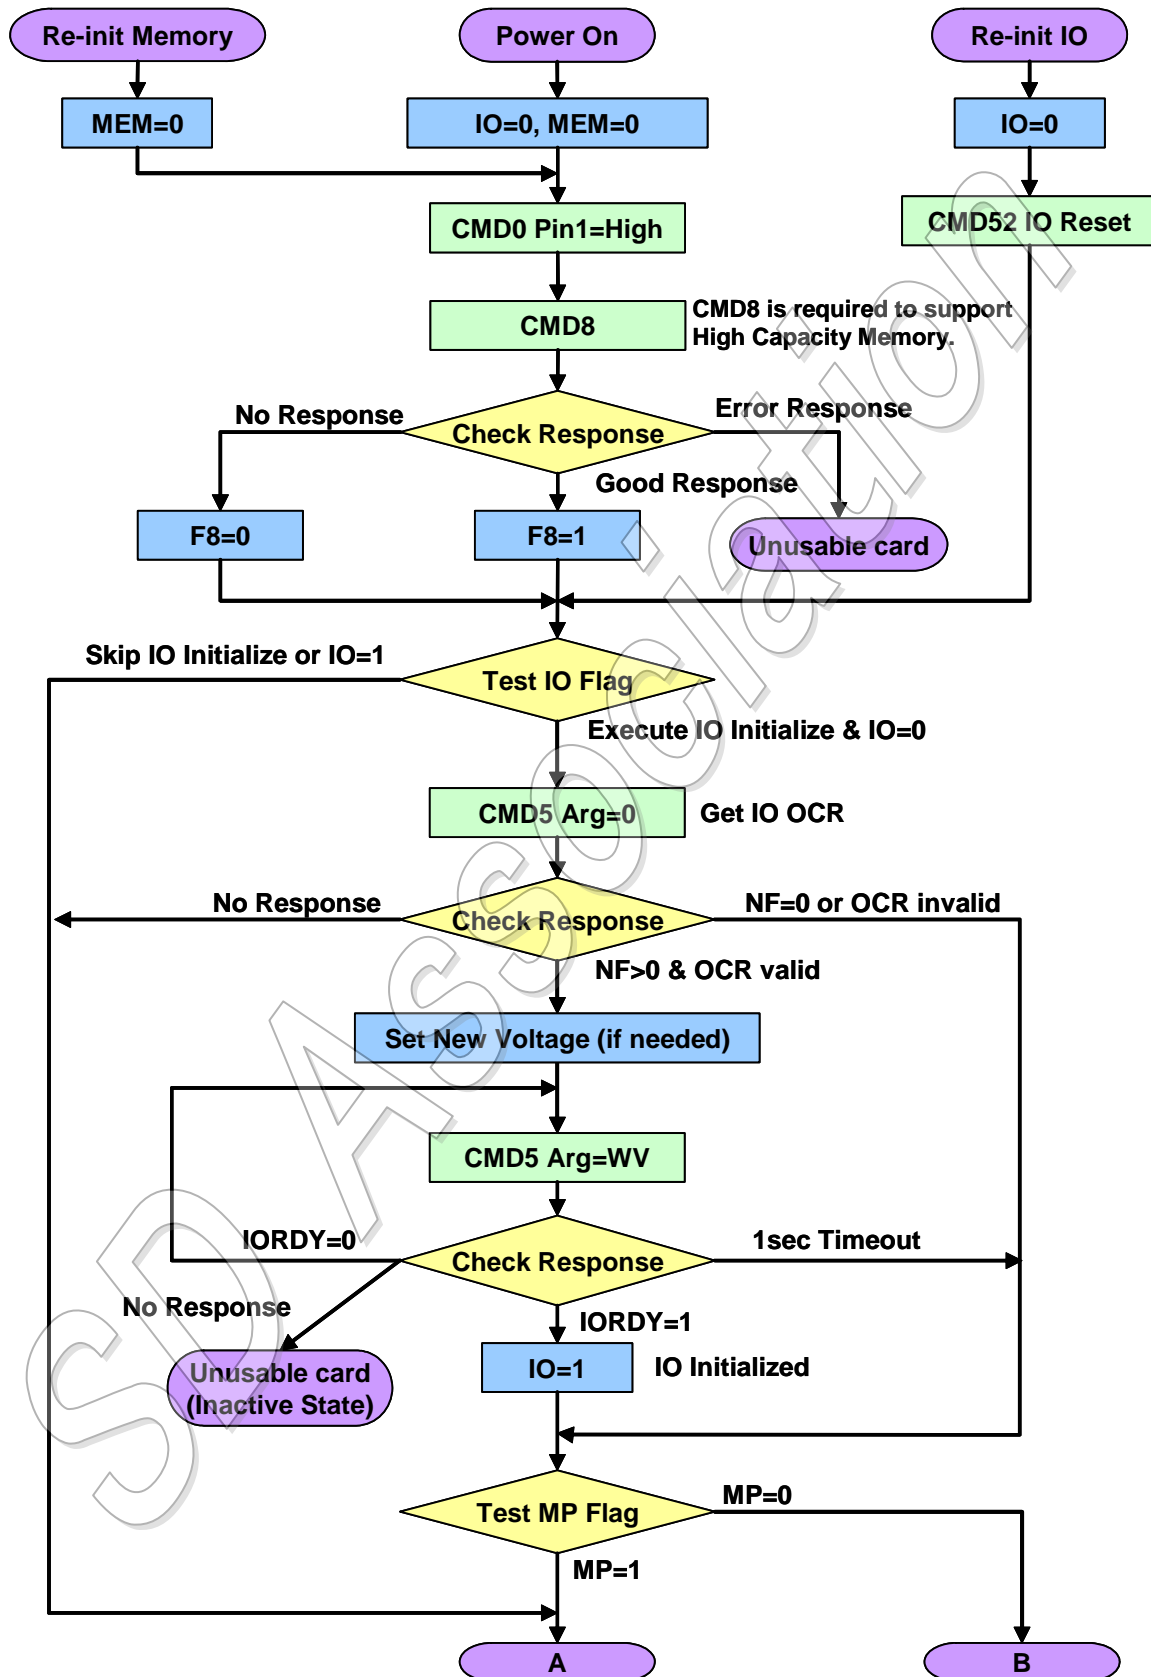 Re-init Memory
Power On
Re-init IO
MEM=0
IO=0, MEM=0
IO=0
CMD0 Pin1=High
CMD52 IO Reset
CMD8
CMD8 is required to support
High Capacity Memory.
No Response
Error Response
Check Response
Good Response
F8=0
F8=1
Unusable card
Skip IO Initialize or IO=1
Test IO Flag
Execute IO Initialize & IO=0
CMD5 Arg=0
Get IO OCR
No Response
Check Response
NF=0 or OCR invalid
NF>0 & OCR valid
Set New Voltage (if needed)
CMD5 Arg=WV
IORDY=0
Check Response
1sec Timeout
No Response
IORDY=1
Unusable card
(Inactive State)
IO=1
IO Initialized
Test MP Flag
MP=0
MP=1
A
B
SD Association